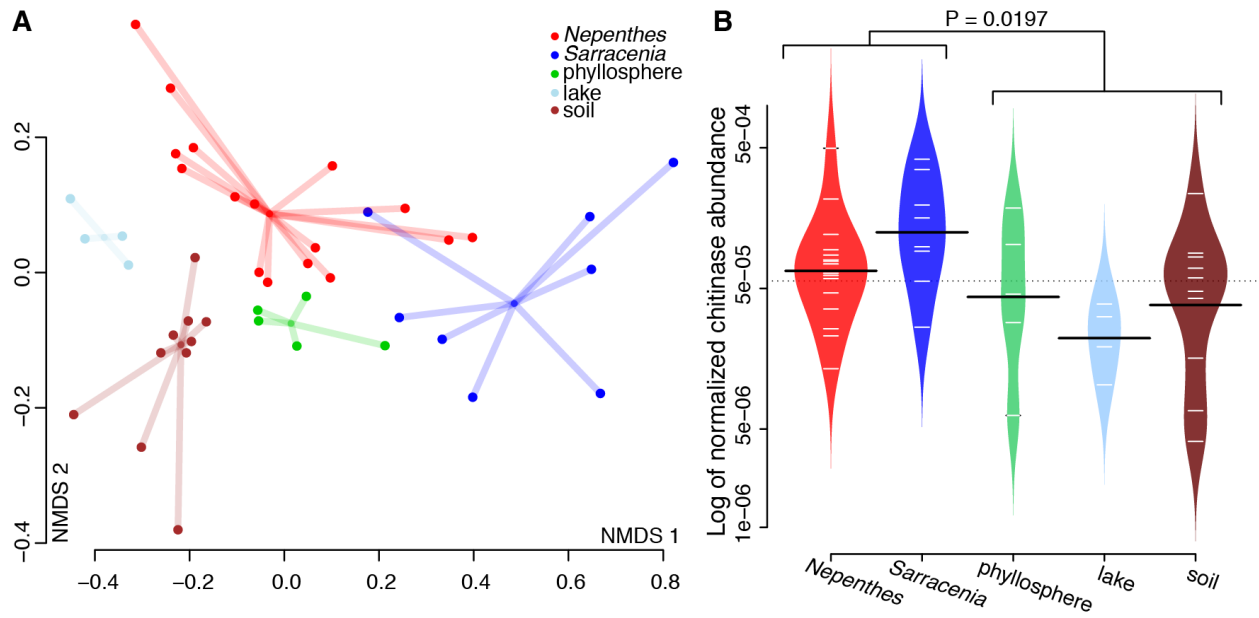 A
Nepenthes
Sarracenia
phyllosphere
lake
soil
0.2
0.0
−0.2
−0.4
NMDS 2
NMDS 1
−0.4 −0.2 0.0 0.2 0.4 0.6 0.8
B
P = 0.0197
Log of normalized chitinase abundance
5e−04
5e−05
5e−06
1e−06
Nepenthes
Sarracenia
phyllosphere
lake
soil